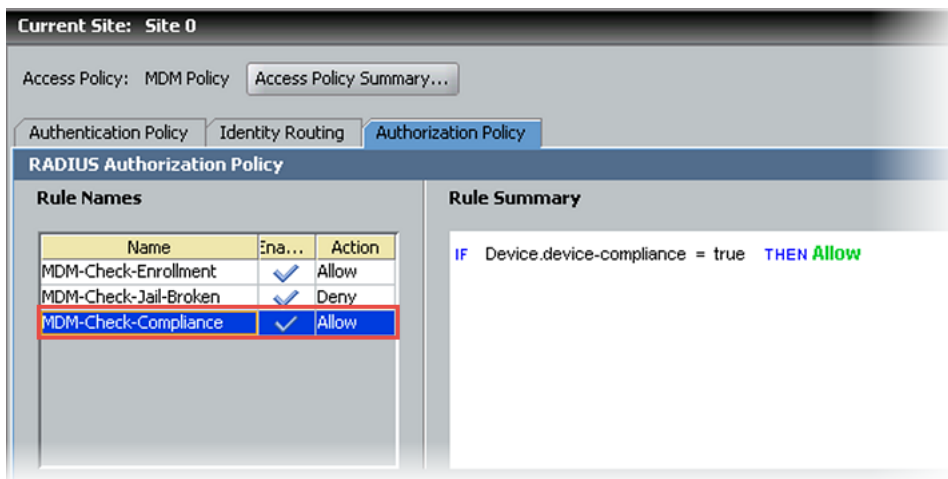 Current Site: Site 0
Access Policy: MDM Policy Access Policy Summary...
Authentication Policy Identity Routing Authorization Policy
RADIUS Authorization Policy
Rule Names Rule Summary
Name Ena... Action
MDM-Check-Enrollment Allow
MDM-Check-Jail-Broken Deny
MDM-Check-Compliance Allow
IF Device.device-compliance = true THEN Allow